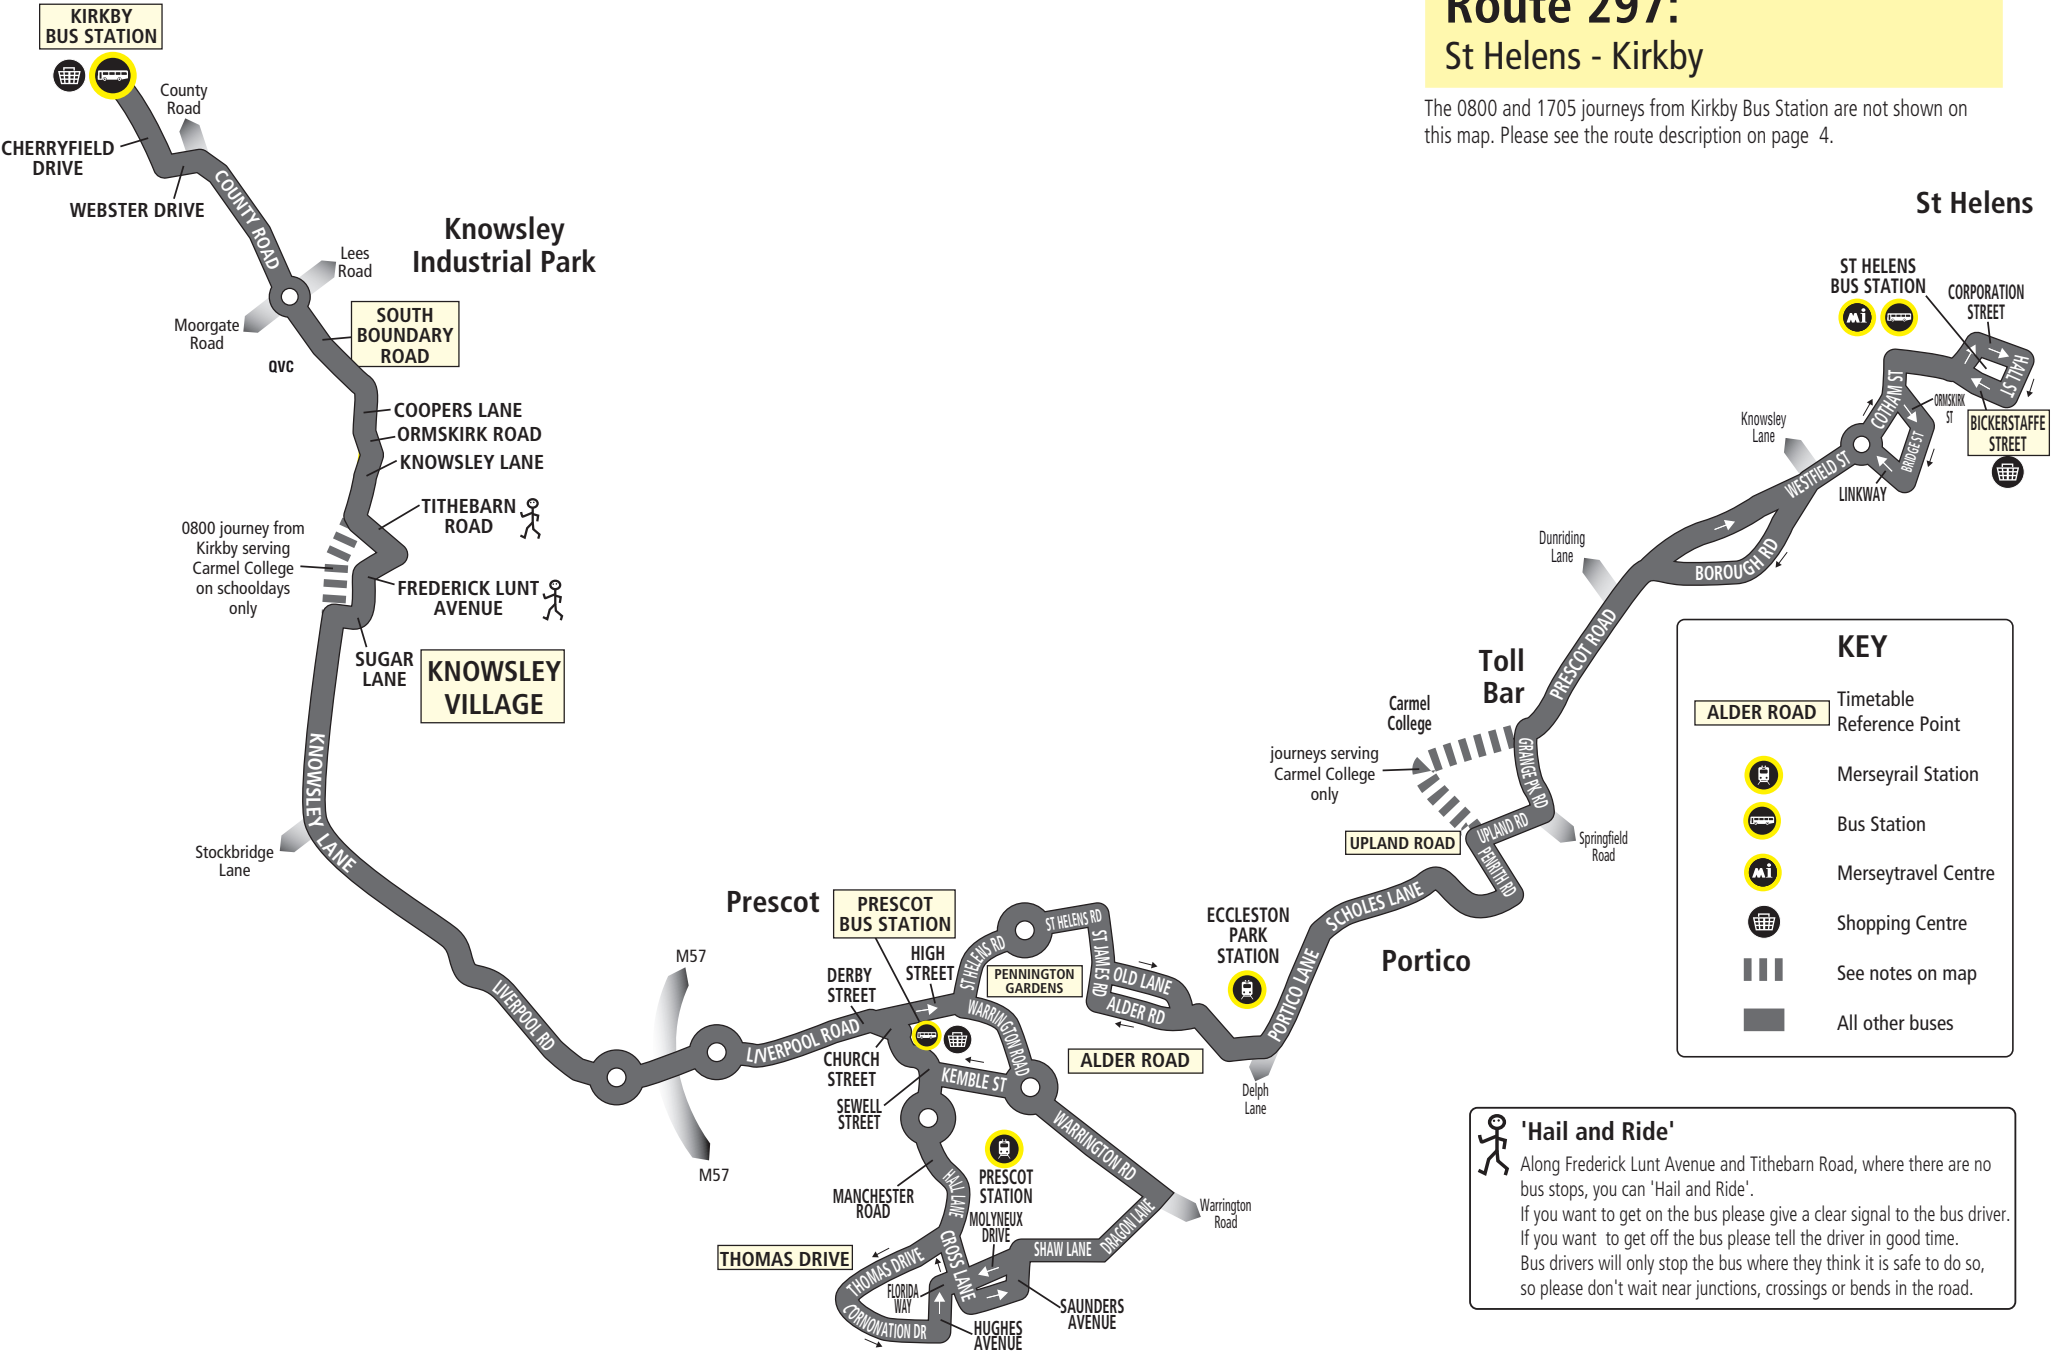 Route 297:
St Helens - Kirkby
The 0800 and 1705 journeys from Kirkby Bus Station are not shown on
this map. Please see the route description on page 4.
KIRKBY
BUS STATION
County
Road
CHERRYFIELD
DRIVE
WEBSTER DRIVE
COUNTY ROAD
Knowsley
Industrial Park
Lees
Road
Moorgate
Road
SOUTH
BOUNDARY
ROAD
QVC
COOPERS LANE
ORMSKIRK ROAD
KNOWSLEY LANE
TITHEBARN
ROAD
0800 journey from
Kirkby serving
Carmel College
on schooldays
only
FREDERICK LUNT
AVENUE
SUGAR
LANE
KNOWSLEY
VILLAGE
KNOWSLEY LANE
Stockbridge
Lane
LIVERPOOL RD
M57
M57
Prescot
PRESCOT
BUS STATION
HIGH
STREET
DERBY
STREET
LIVERPOOL ROAD
CHURCH
STREET
SEWELL
STREET
KEMBLE ST
WARRINGTON ROAD
ST HELENS RD
ST HELENS RD
PENNINGTON
GARDENS
ST JAMES RD
OLD LANE
ALDER RD
ALDER ROAD
WARRINGTON RD
Warrington
Road
PRESCOT
STATION
MANCHESTER
ROAD
HALL LANE
MOLYNEUX
DRIVE
CROSS LANE
SHAW LANE
DRAGON LANE
THOMAS DRIVE
THOMAS DRIVE
FLORIDA
WAY
CORNONATION DR
HUGHES
AVENUE
SAUNDERS
AVENUE
ECCLESTON
PARK
STATION
Delph
Lane
PORTICO LANE
SCHOLES LANE
Portico
UPLAND ROAD
PENRITH RD
UPLAND RD
Springfield
Road
GRANGE PK RD
journeys serving
Carmel College
only
Carmel
College
Toll
Bar
PRESCOT ROAD
Dunriding
Lane
BOROUGH RD
Knowsley
Lane
WESTFIELD ST
LINKWAY
COTHAM ST
BRIDGE ST
ORMSKIRK
ST
St Helens
ST HELENS
BUS STATION
mi
CORPORATION
STREET
HALL ST
BICKERSTAFFE
STREET
KEY
ALDER ROAD
Timetable
Reference Point
Merseyrail Station
Bus Station
mi
Merseytravel Centre
Shopping Centre
See notes on map
All other buses
'Hail and Ride'
Along Frederick Lunt Avenue and Tithebarn Road, where there are no
bus stops, you can 'Hail and Ride'.
If you want to get on the bus please give a clear signal to the bus driver.
If you want to get off the bus please tell the driver in good time.
Bus drivers will only stop the bus where they think it is safe to do so,
so please don't wait near junctions, crossings or bends in the road.